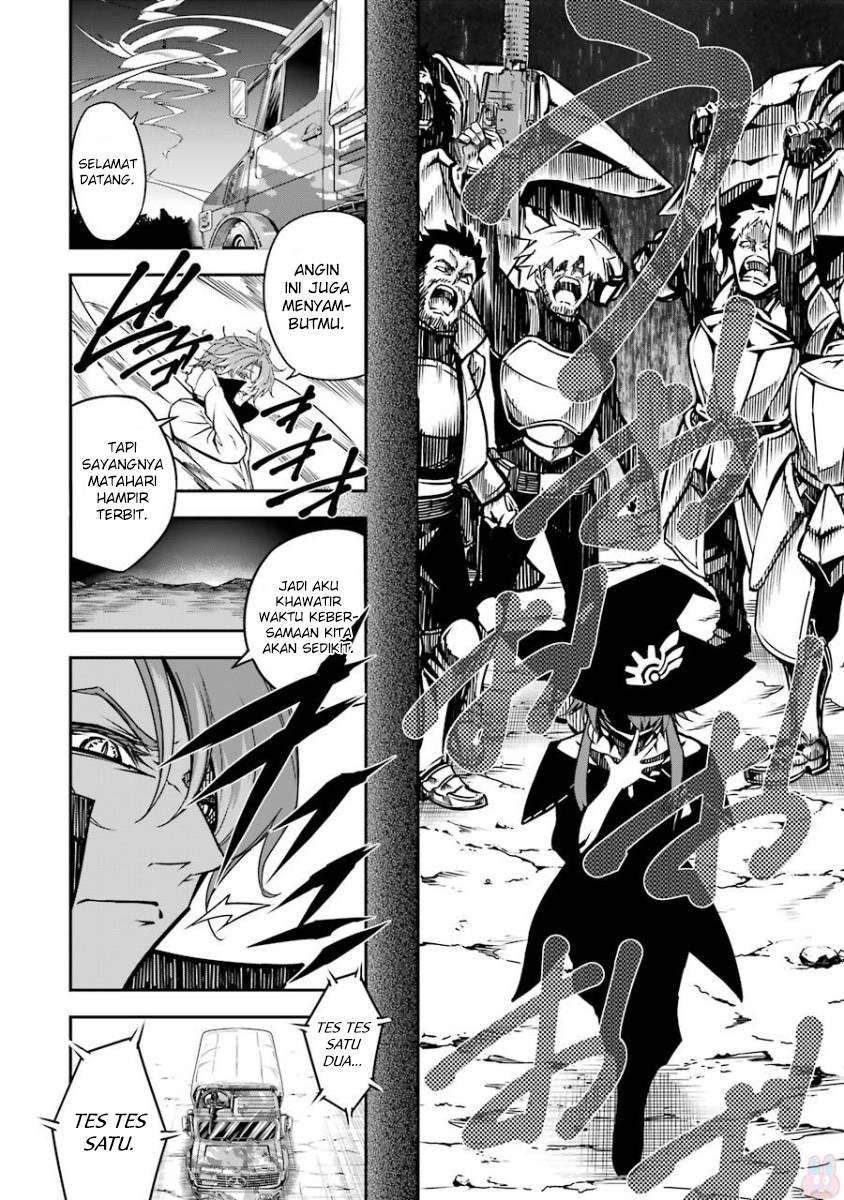 SELAMAT
DATANG.
ANGIN
INI JUGA
MENYAM-
BUTMU.
TAPI
SAYANGNYA
MATAHARI
HAMPIR
TERBIT.
JADI AKU
KHAWATIR
WAKTU KEBER-
SAMAAN KITA
AKAN SEDIKIT.
TES TES
SATU
DUA...
TES TES
SATU.